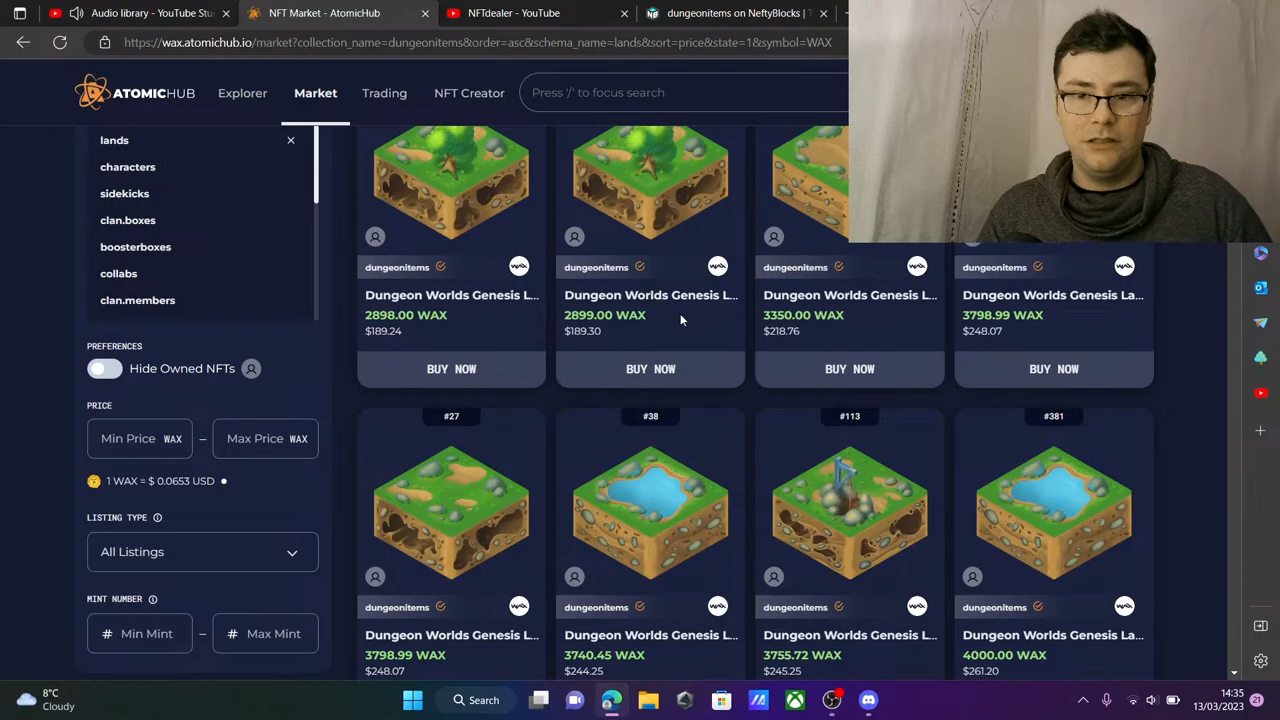 Audio library - YouTube Stu
NFT Market - AtomicHub
NFTdealer - YouTube
dungeonitems on NeftyBlocks | T
https://wax.atomichub.io/market?collection_name=dungeonitems&order=asc&schema_name=lands&sort=price&state=1&symbol=WAX
ATOMICHUB
Explorer
Market
Trading
NFT Creator
Press '/' to focus search
lands
characters
sidekicks
clan.boxes
boosterboxes
collabs
clan.members
PREFERENCES
Hide Owned NFTs
PRICE
Min Price WAX – Max Price WAX
1 WAX = $ 0.0653 USD
LISTING TYPE
All Listings
MINT NUMBER
# Min Mint – # Max Mint
dungeonitems dungeonitems dungeonitems dungeonitems
Dungeon Worlds Genesis L... Dungeon Worlds Genesis L... Dungeon Worlds Genesis L... Dungeon Worlds Genesis La...
2898.00 WAX 2899.00 WAX 3350.00 WAX 3798.99 WAX
$189.24 $189.30 $218.76 $248.07
BUY NOW BUY NOW BUY NOW BUY NOW
#27 #38 #113 #381
dungeonitems dungeonitems dungeonitems dungeonitems
Dungeon Worlds Genesis L... Dungeon Worlds Genesis L... Dungeon Worlds Genesis L... Dungeon Worlds Genesis La...
3798.99 WAX 3740.45 WAX 3755.72 WAX 4000.00 WAX
$248.07 $244.25 $245.25 $261.20
8°C
Cloudy
Search
14:35
13/03/2023
21